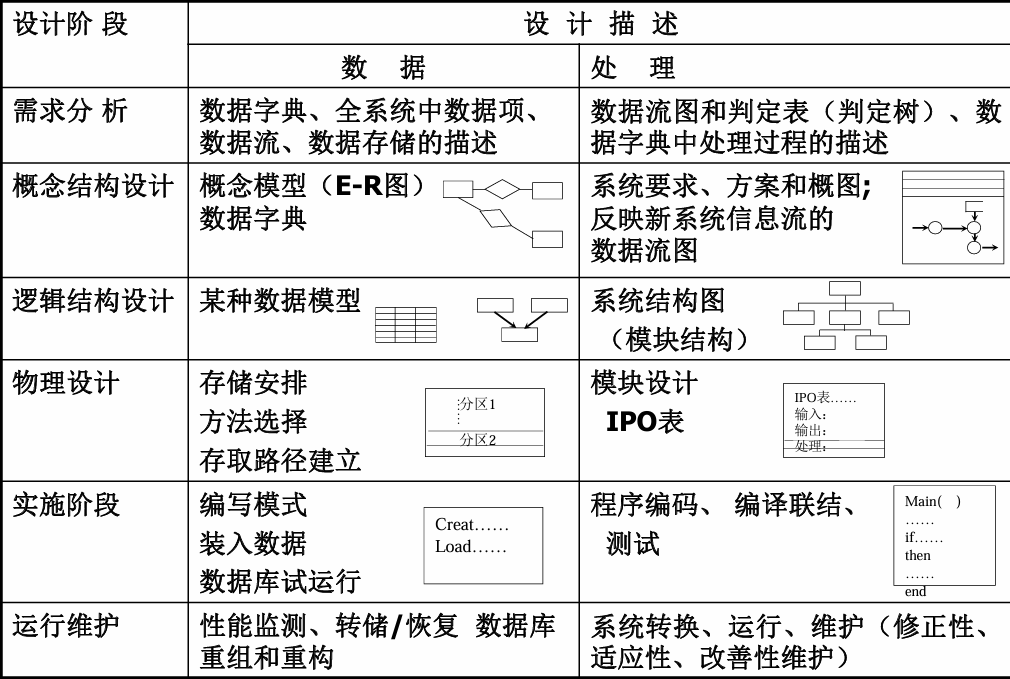 设计阶 段
设 计 描 述
数 据
处 理
需求分 析
数据字典、全系统中数据项、
数据流、数据存储的描述
数据流图和判定表（判定树）、数
据字典中处理过程的描述
概念结构设计
概念模型（E-R图）
数据字典
系统要求、方案和概图;
反映新系统信息流的
数据流图
逻辑结构设计
某种数据模型
系统结构图
（模块结构）
物理设计
存储安排
方法选择
存取路径建立
分区1
分区2
模块设计
IPO表
IPO表……
输入:
输出:
处理:
实施阶段
编写模式
装入数据
数据库试运行
Creat……
Load……
程序编码、 编译联结、
测试
Main( )
……
if……
then
……
end
运行维护
性能监测、转储/恢复 数据库
重组和重构
系统转换、运行、维护（修正性、
适应性、改善性维护）